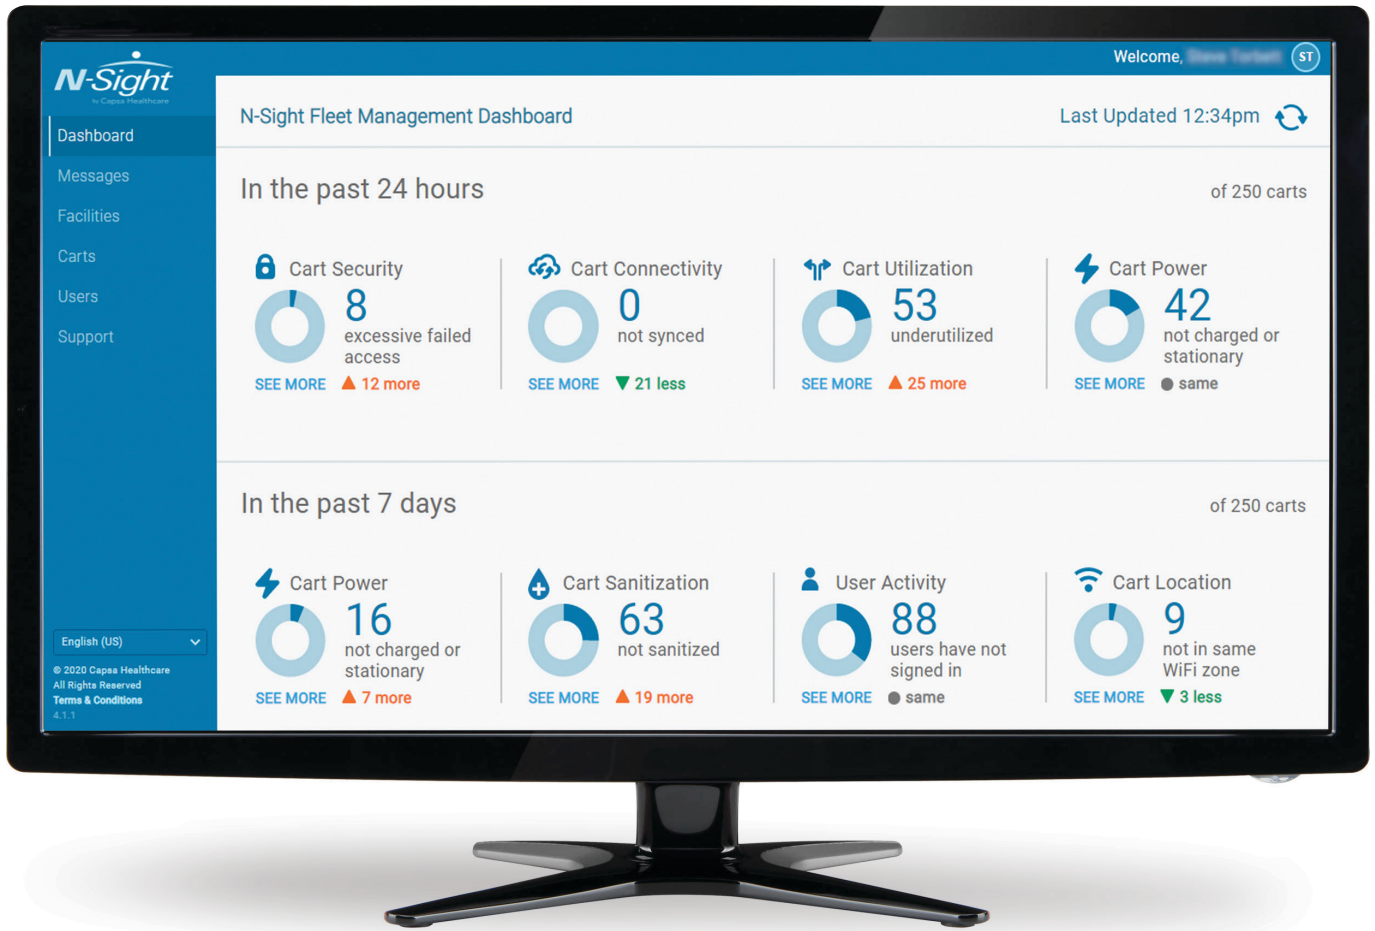 Welcome,
ST
N-Sight
by Capsa Healthcare
Dashboard
Messages
Facilities
Carts
Users
Support
English (US)
© 2020 Capsa Healthcare
All Rights Reserved
Terms & Conditions
4.1.1
N-Sight Fleet Management Dashboard
Last Updated 12:34pm
In the past 24 hours
of 250 carts
Cart Security
8
excessive failed
access
SEE MORE
12 more
Cart Connectivity
0
not synced
SEE MORE
21 less
Cart Utilization
53
underutilized
SEE MORE
25 more
Cart Power
42
not charged or
stationary
SEE MORE
same
In the past 7 days
of 250 carts
Cart Power
16
not charged or
stationary
SEE MORE
7 more
Cart Sanitization
63
not sanitized
SEE MORE
19 more
User Activity
88
users have not
signed in
SEE MORE
same
Cart Location
9
not in same
WiFi zone
SEE MORE
3 less